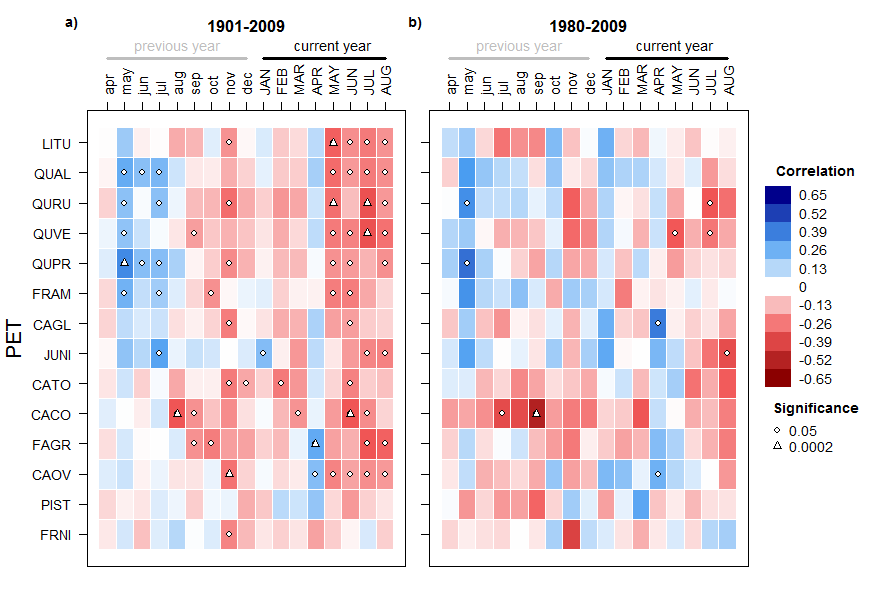 a) 1901-2009 b) 1980-2009
previous year current year previous year current year
apr may jun jul aug sep oct nov dec JAN FEB MAR APR MAY JUN JUL AUG
apr may jun jul aug sep oct nov dec JAN FEB MAR APR MAY JUN JUL AUG
PET
LITU
QUAL
QURU
QUVE
QUPR
FRAM
CAGL
JUNI
CATO
CACO
FAGR
CAOV
PIST
FRNI
Correlation
0.65
0.52
0.39
0.26
0.13
0
-0.13
-0.26
-0.39
-0.52
-0.65
Significance
0.05
0.0002